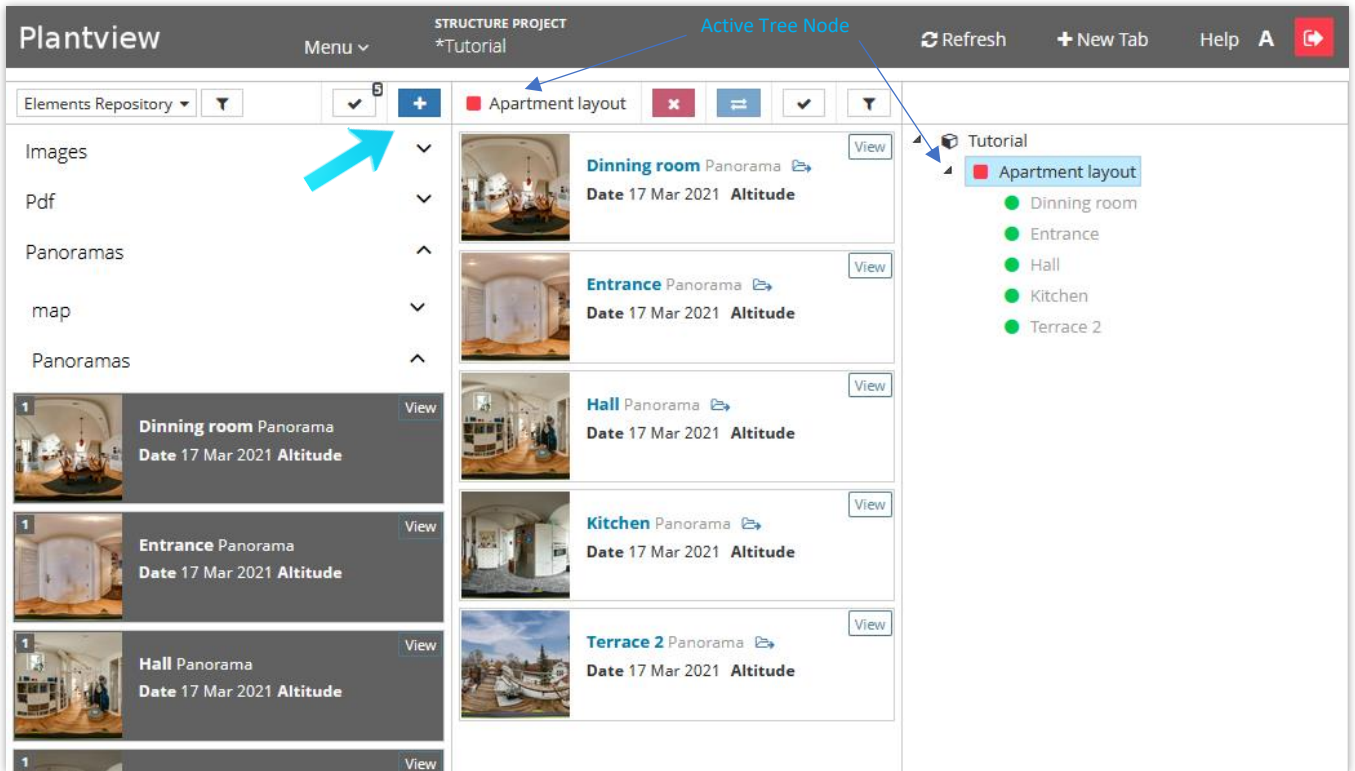 Plantview
Menu
STRUCTURE PROJECT
*Tutorial
Active Tree Node
Refresh
New Tab
Help
A
Elements Repository
5
Apartment layout
Images
Pdf
Panoramas
map
Panoramas
1
Dinning room Panorama
View
Date 17 Mar 2021 Altitude
1
Entrance Panorama
View
Date 17 Mar 2021 Altitude
1
Hall Panorama
View
Date 17 Mar 2021 Altitude
1
View
Dinning room Panorama
View
Date 17 Mar 2021 Altitude
Entrance Panorama
View
Date 17 Mar 2021 Altitude
Hall Panorama
View
Date 17 Mar 2021 Altitude
Kitchen Panorama
View
Date 17 Mar 2021 Altitude
Terrace 2 Panorama
View
Date 17 Mar 2021 Altitude
Tutorial
Apartment layout
Dinning room
Entrance
Hall
Kitchen
Terrace 2